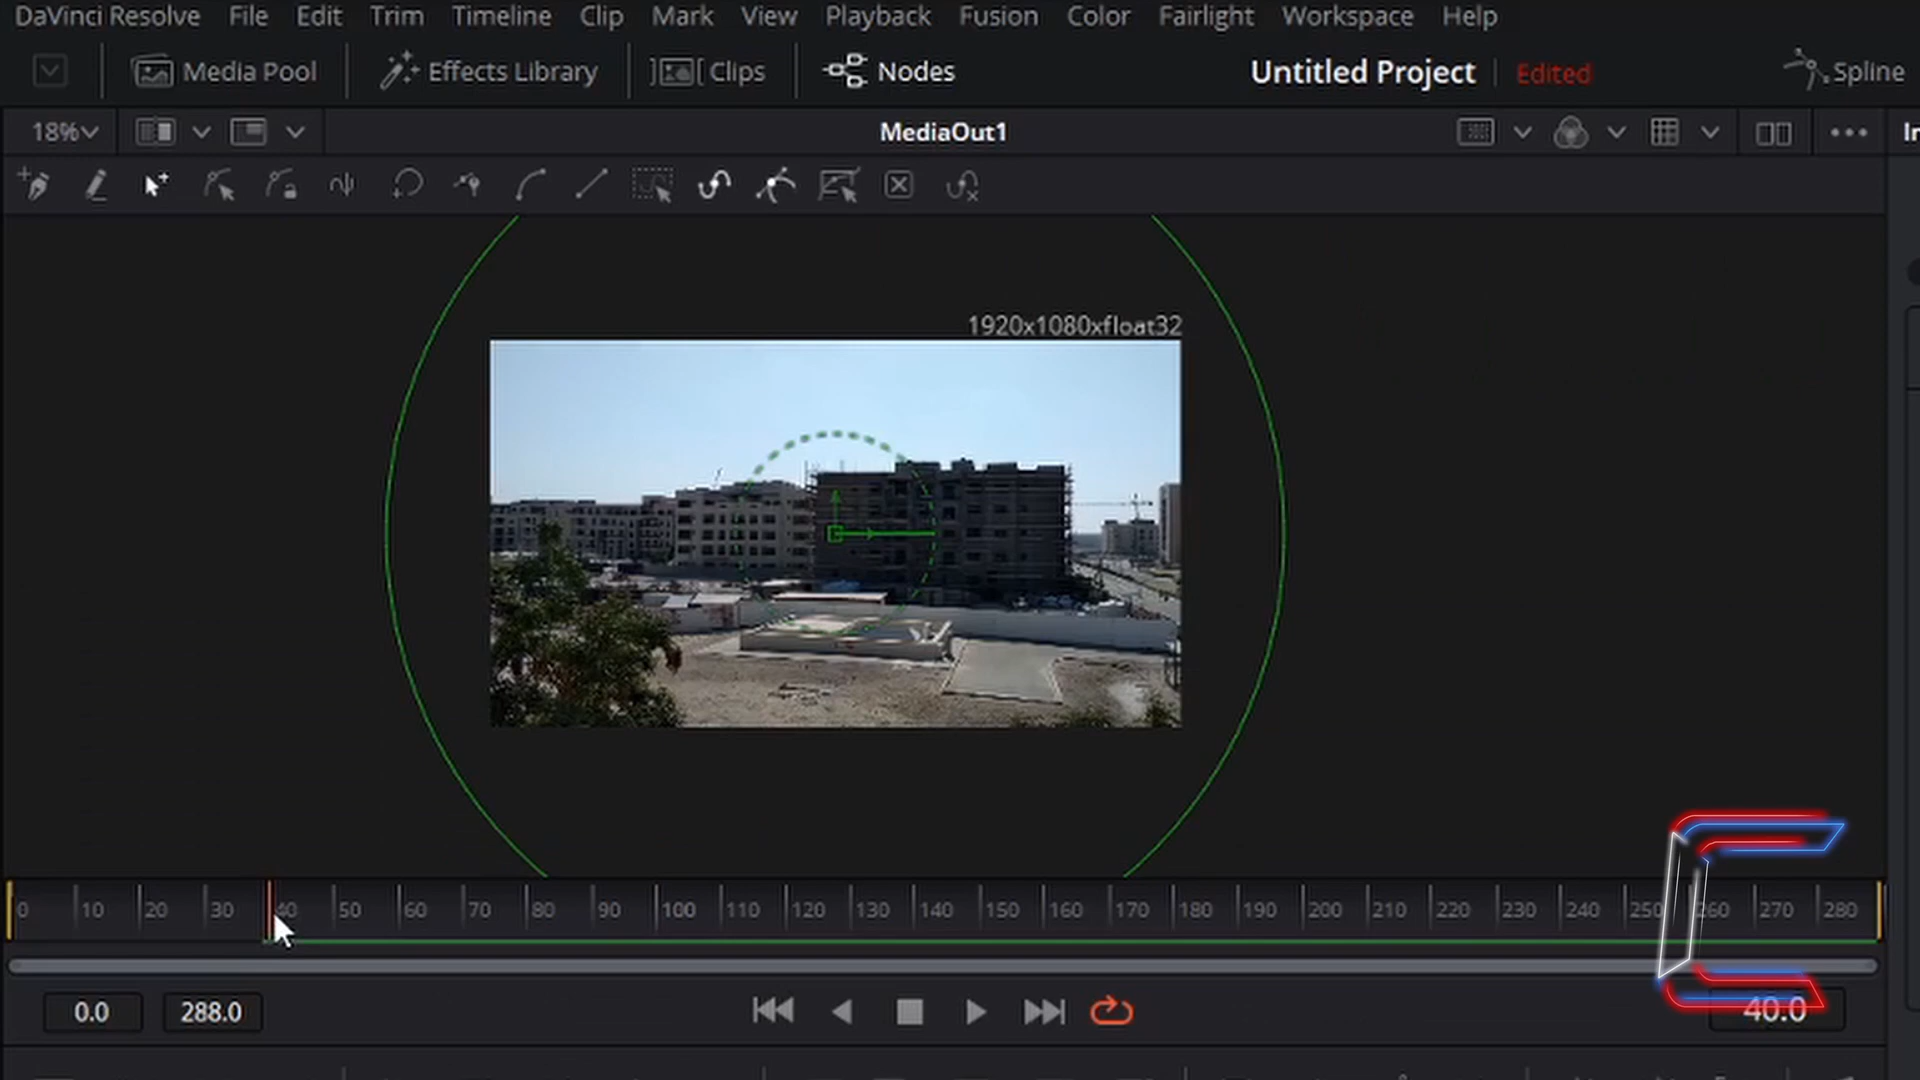 DaVinci Resolve File Edit Trim Timeline Clip Mark View Playback Fusion Color Fairlight Workspace Help
Media Pool Effects Library Clips Nodes Untitled Project Edited Spline
18% MediaOut1 In
1920x1080xfloat32
0 10 20 30 40 50 60 70 80 90 100 110 120 130 140 150 160 170 180 190 200 210 220 230 240 250 260 270 280
0.0 288.0 40.0